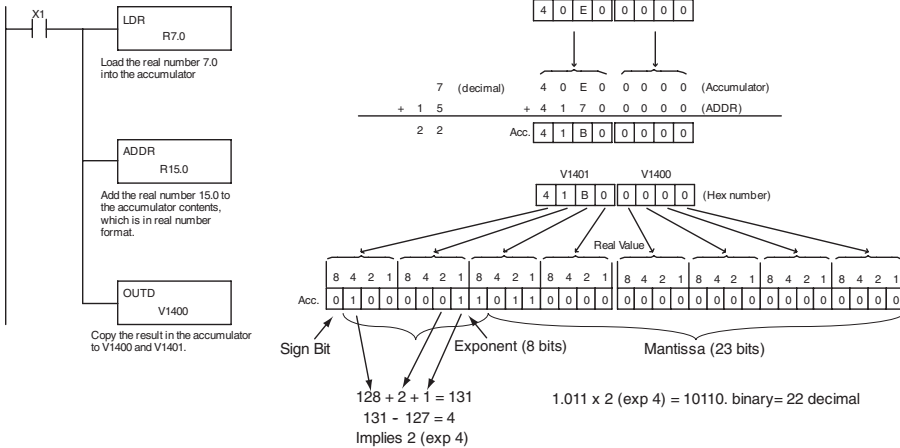 X1
LDR
R7.0
Load the real number 7.0
into the accumulator
ADDR
R15.0
Add the real number 15.0 to
the accumulator contents,
which is in real number
format.
OUTD
V1400
Copy the result in the accumulator
to V1400 and V1401.
4 0 E 0 0 0 0 0
7 (decimal) 4 0 E 0 0 0 0 0 (Accumulator)
+ 1 5 + 4 1 7 0 0 0 0 0 (ADDR)
2 2 Acc. 4 1 B 0 0 0 0 0
V1401 V1400
4 1 B 0 0 0 0 0 (Hex number)
Real Value
8 4 2 1 8 4 2 1 8 4 2 1 8 4 2 1 8 4 2 1 8 4 2 1 8 4 2 1 8 4 2 1
Acc. 0 1 0 0 0 0 0 1 1 0 1 1 0 0 0 0 0 0 0 0 0 0 0 0 0 0 0 0 0 0 0 0
Sign Bit Exponent (8 bits) Mantissa (23 bits)
128 + 2 + 1 = 131
131 - 127 = 4
Implies 2 (exp 4)
1.011 x 2 (exp 4) = 10110. binary= 22 decimal